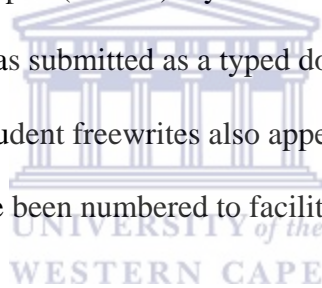 as submitted as a typed do
udent freewrites also appe
e been numbered to facilit
UNIVERSITY of the
WESTERN CAPE